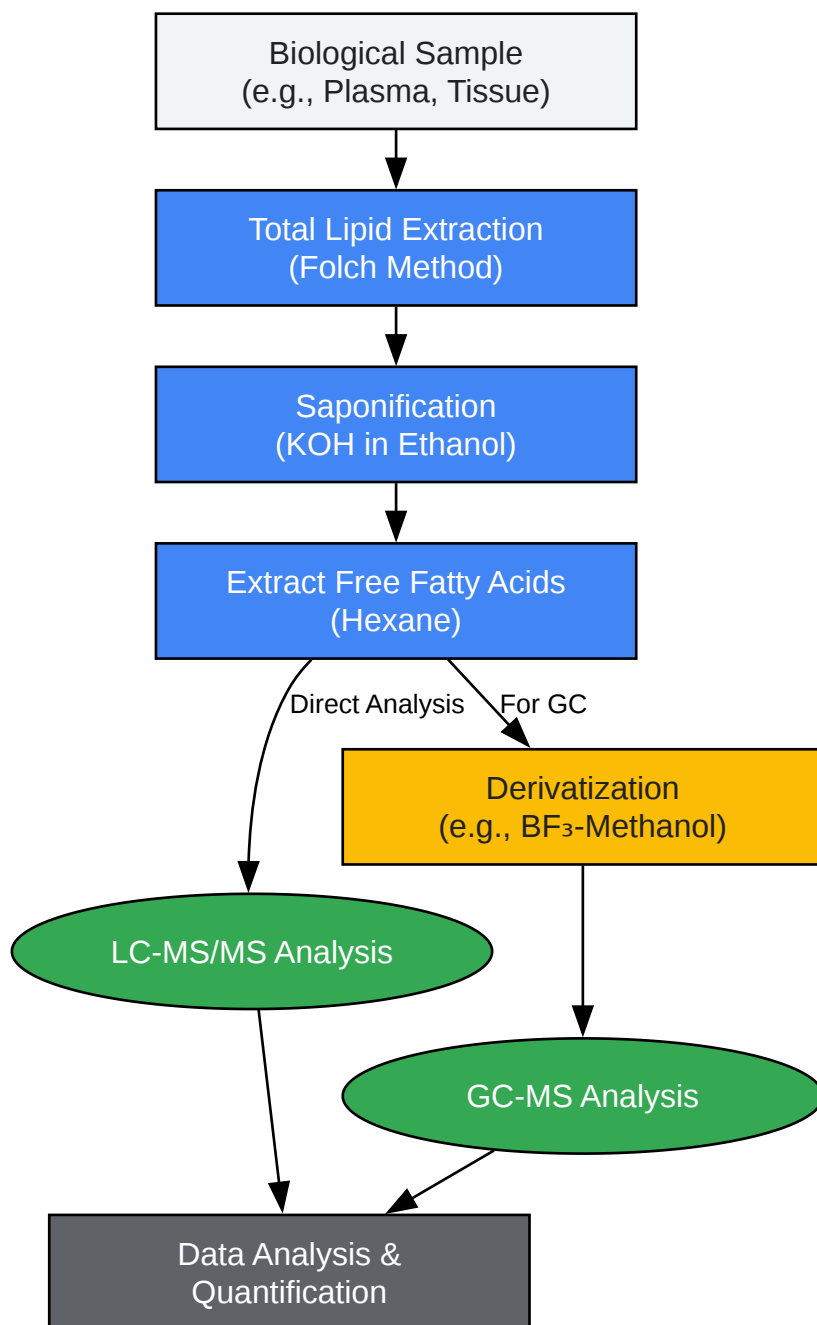 Biological Sample
(e.g., Plasma, Tissue)
Total Lipid Extraction
(Folch Method)
Saponification
(KOH in Ethanol)
Extract Free Fatty Acids
(Hexane)
Direct Analysis
For GC
Derivatization
(e.g., BF₃-Methanol)
LC-MS/MS Analysis
GC-MS Analysis
Data Analysis &
Quantification